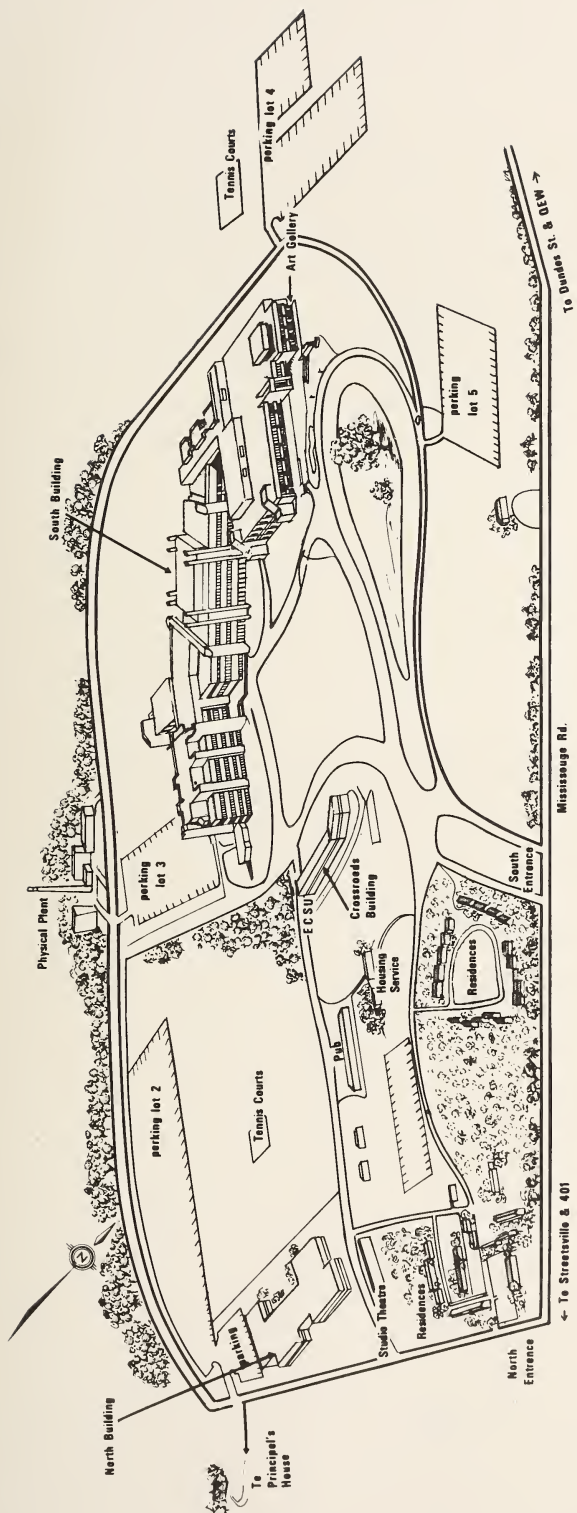 To
Principal's
House
North Building
parking
North
Entrance
Studio Theatre
Residences
← To Streetsville & 401
parking lot 2
Tennis Courts
Pub
Housing
Service
ECSU
Crossroads
Building
Residences
South
Entrance
Mississauga Rd.
Physical Plant
parking
lot 3
South Building
Art Gallery
Tennis Courts
parking lot 4
parking
lot 5
To Dundas St. & QEW →
N